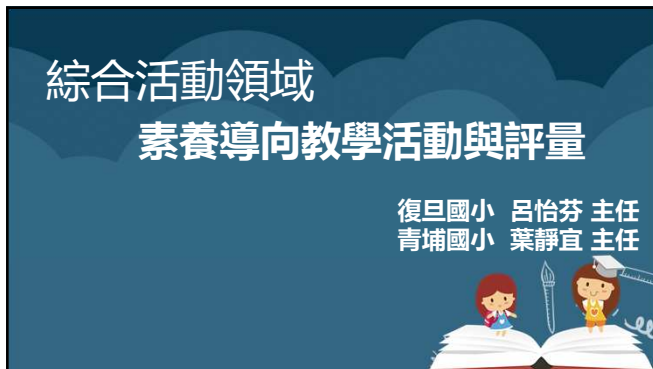 綜合活動領域
素養導向教學活動與評量
復旦國小 呂怡芬 主任
青埔國小 葉靜宜 主任